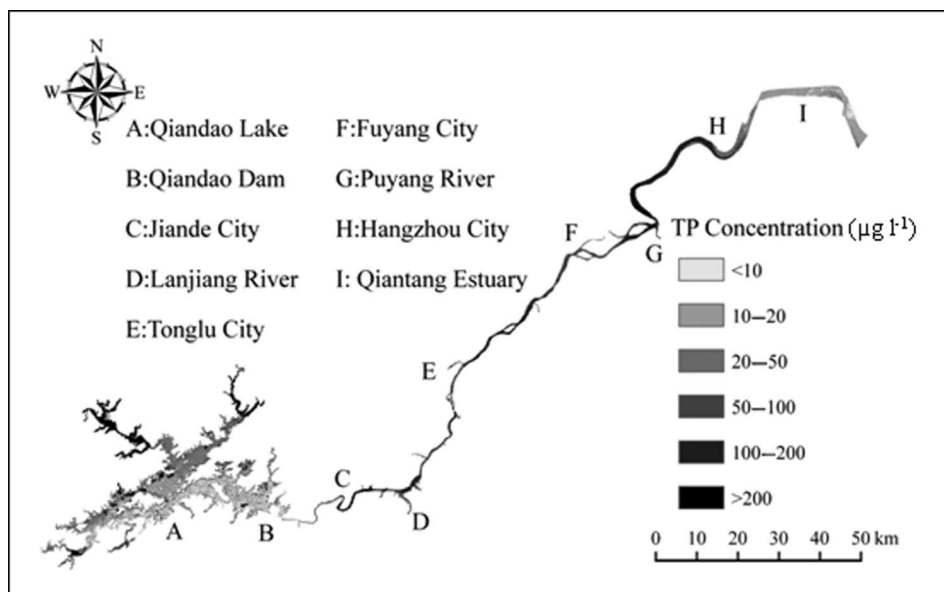 N
W E
S
A:Qiandao Lake
B:Qiandao Dam
C:Jiande City
D:Lanjiang River
E:Tonglu City
F:Fuyang City
G:Puyang River
H:Hangzhou City
I: Qiantang Estuary
H
I
F
G
E
C
D
A
B
TP Concentration (µg l-1)
<10
10—20
20—50
50—100
100—200
>200
0 10 20 30 40 50 km